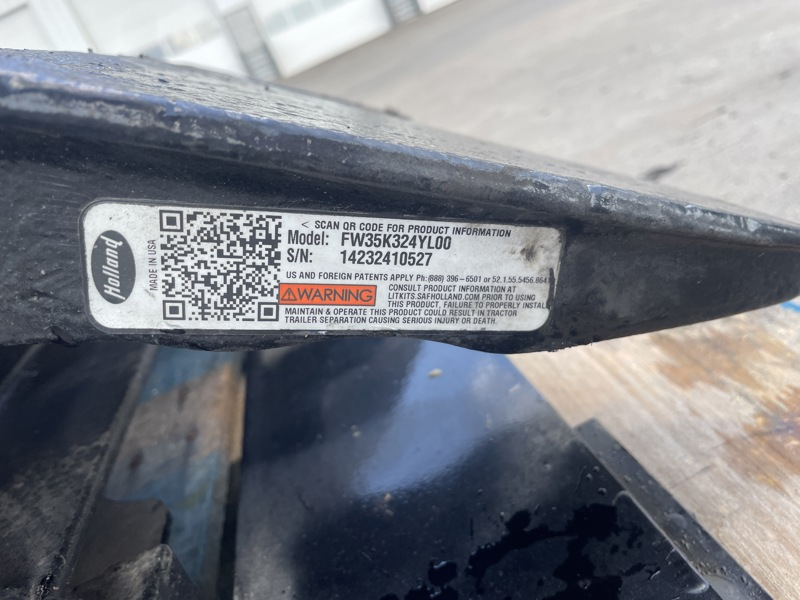 Holland
MADE IN USA
< SCAN QR CODE FOR PRODUCT INFORMATION
Model: FW35K324YL00
S/N: 14232410527
US AND FOREIGN PATENTS APPLY Ph: (888) 396-6501 or 52.1.55.5456.864
WARNING
CONSULT PRODUCT INFORMATION AT
LITKITS.SAFHOLLAND.COM PRIOR TO USING
THIS PRODUCT, FAILURE TO PROPERLY INSTALL
MAINTAIN & OPERATE THIS PRODUCT COULD RESULT IN TRACTOR
TRAILER SEPARATION CAUSING SERIOUS INJURY OR DEATH.